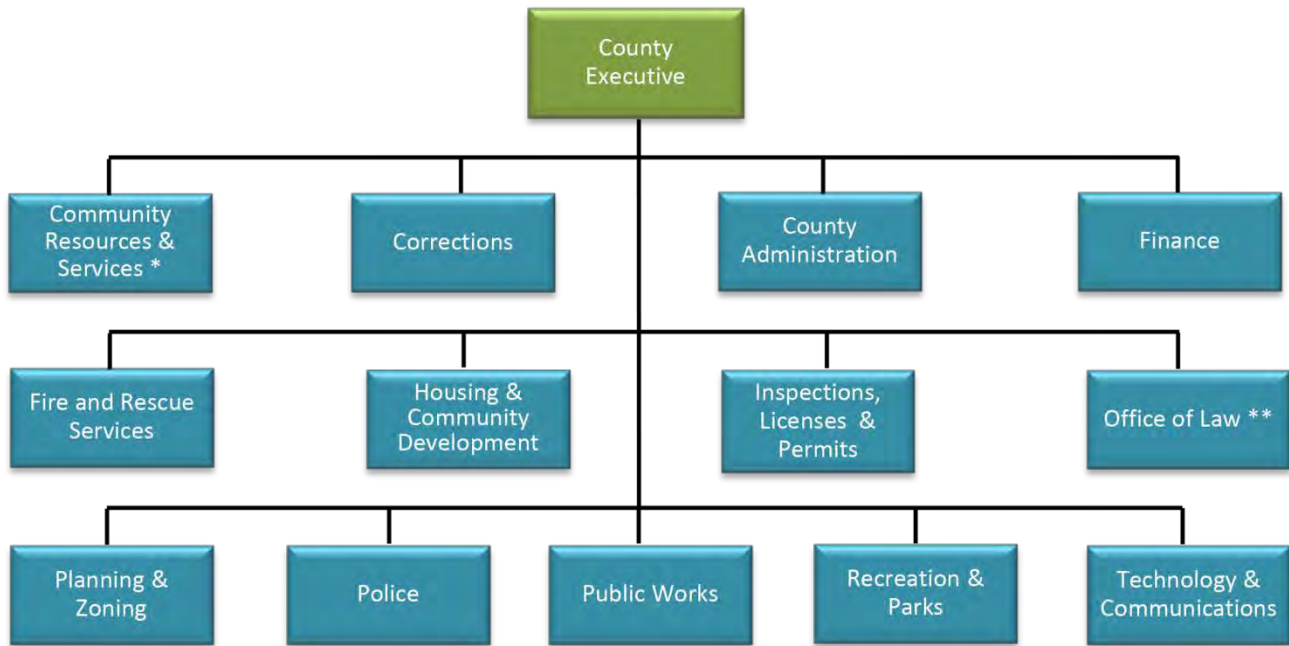 County
Executive
Community
Resources &
Services *
Corrections
County
Administration
Finance
Fire and Rescue
Services
Housing &
Community
Development
Inspections,
Licenses & 
Permits
Office of Law **
Planning &
Zoning
Police
Public Works
Recreation &
Parks
Technology &
Communications